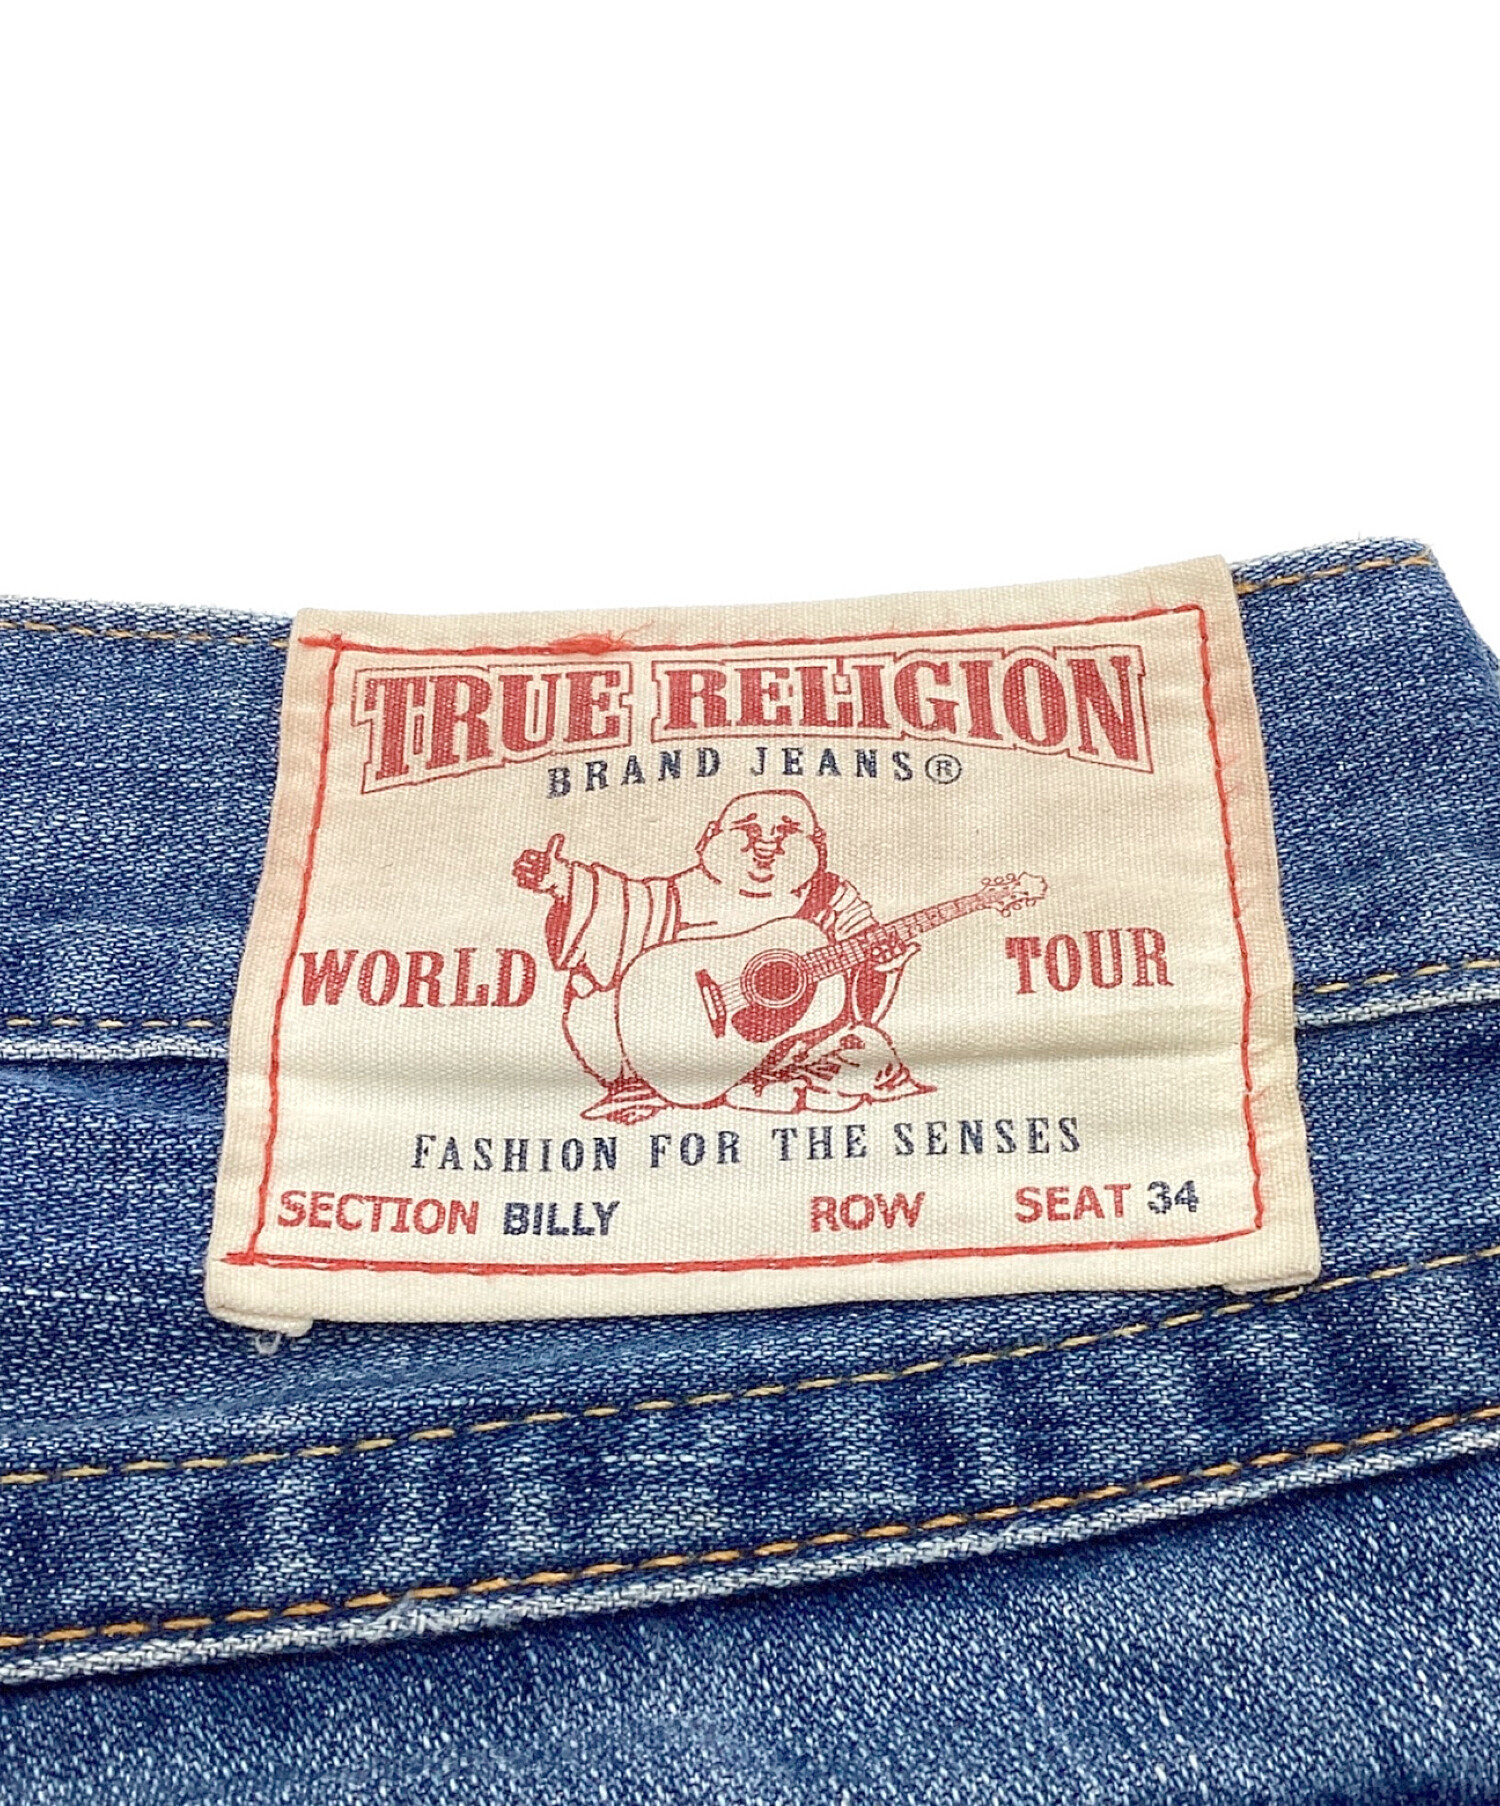 TRUE RELIGION
BRAND JEANS®
WORLD TOUR
FASHION FOR THE SENSES
SECTION BILLY ROW SEAT 34